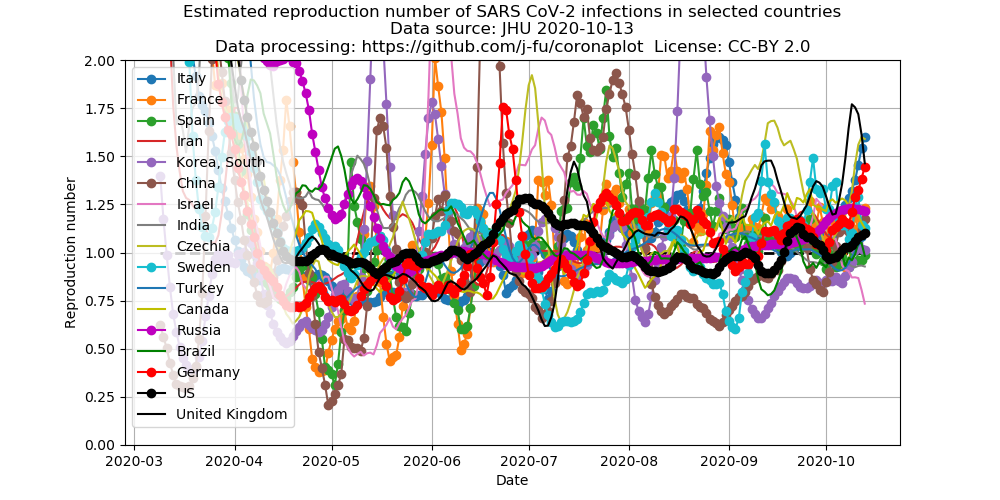 Estimated reproduction number of SARS CoV-2 infections in selected countries
Data source: JHU 2020-10-13
Data processing: https://github.com/j-fu/coronaplot  License: CC-BY 2.0
2.00
1.75
1.50
1.25
1.00
0.75
0.50
0.25
0.00
Reproduction number
Italy
France
Spain
Iran
Korea, South
China
Israel
India
Czechia
Sweden
Turkey
Canada
Russia
Brazil
Germany
US
United Kingdom
2020-03
2020-04
2020-05
2020-06
2020-07
2020-08
2020-09
2020-10
Date